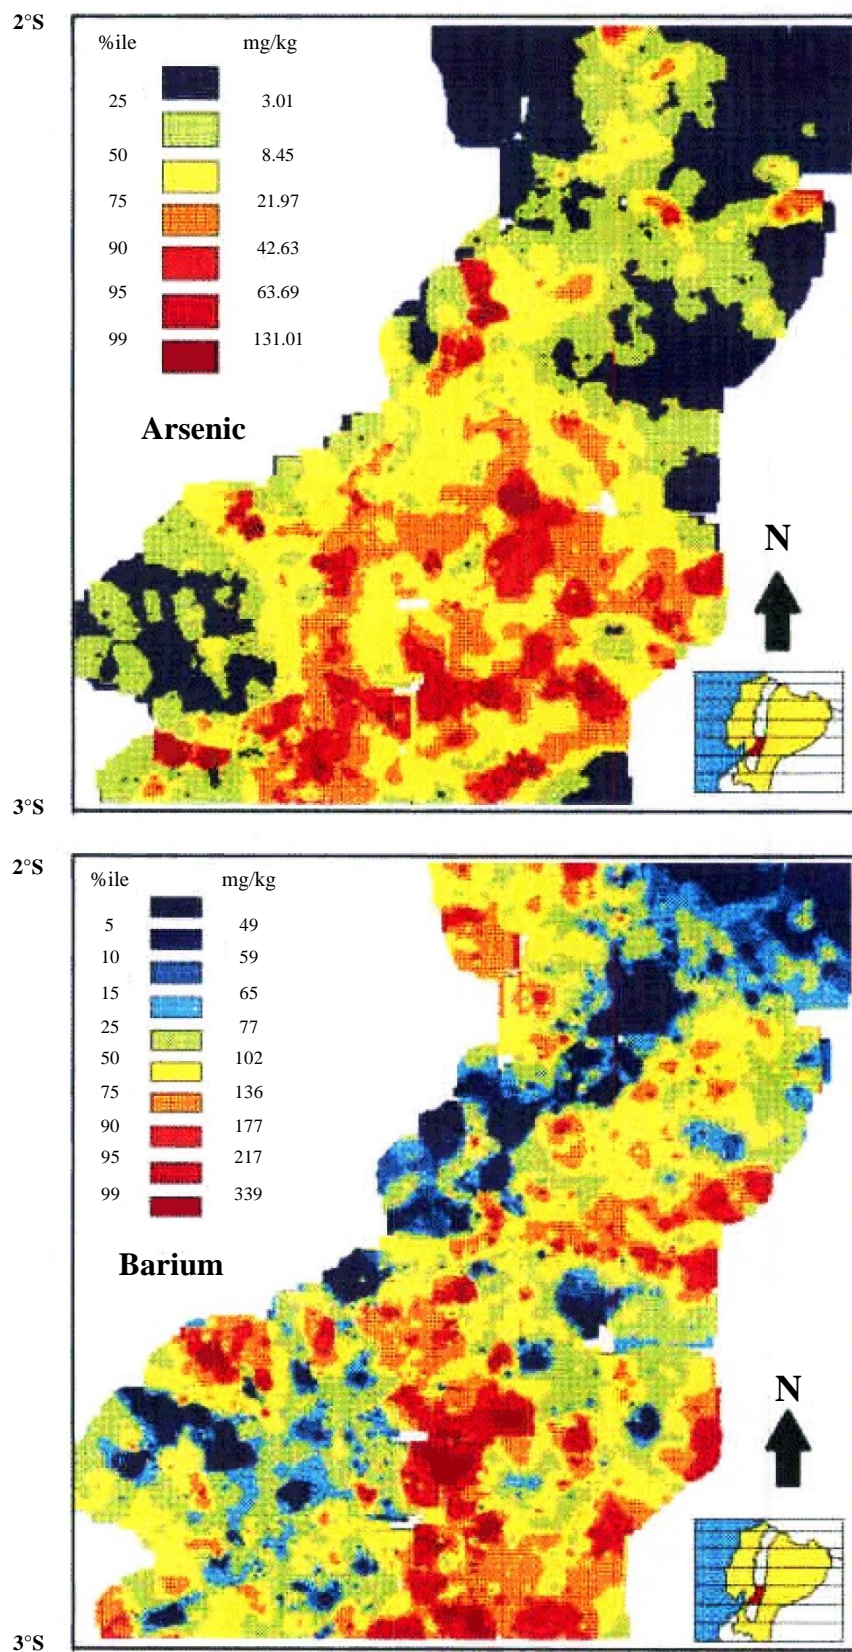 2°S
%ile mg/kg
25 3.01
50 8.45
75 21.97
90 42.63
95 63.69
99 131.01
Arsenic
N
3°S
2°S
%ile mg/kg
5 49
10 59
15 65
25 77
50 102
75 136
90 177
95 217
99 339
Barium
N
3°S